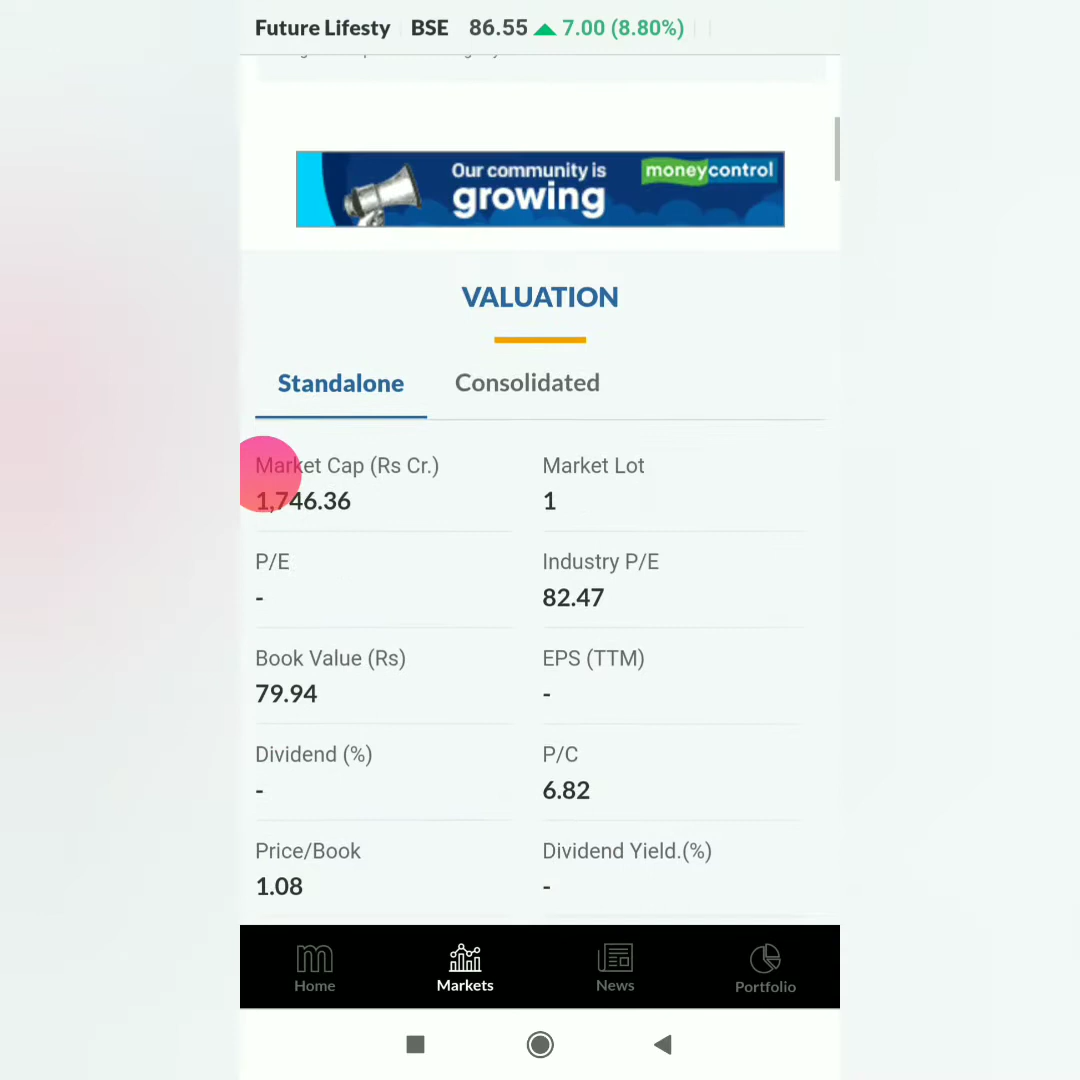 Future Lifesty BSE 86.55 7.00 (8.80%)
Our community is
growing
moneycontrol
VALUATION
Standalone Consolidated
Market Cap (Rs Cr.) Market Lot
1,746.36 1
P/E Industry P/E
- 82.47
Book Value (Rs) EPS (TTM)
79.94 -
Dividend (%) P/C
- 6.82
Price/Book Dividend Yield.(%)
1.08 -
Home Markets News Portfolio